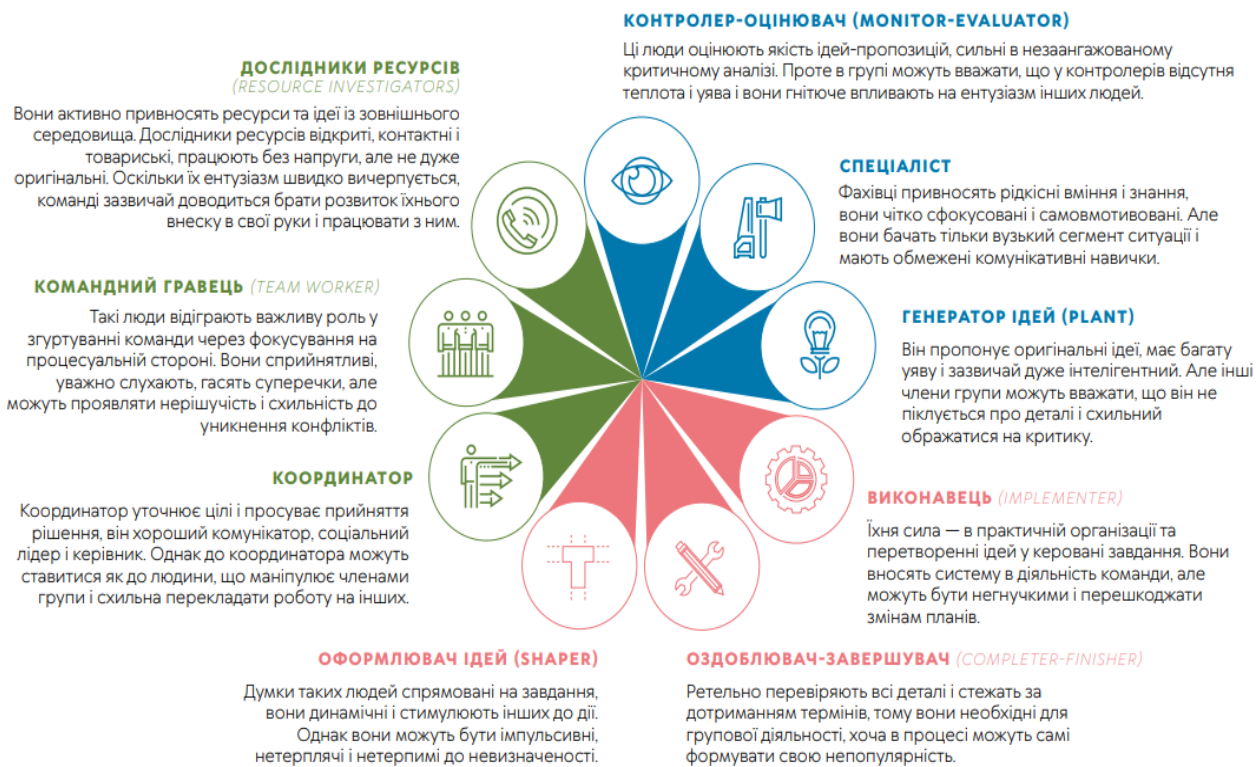 КОНТРОЛЕР-ОЦІНЮВАЧ (MONITOR-EVALUATOR)
Ці люди оцінюють якість ідей-пропозицій, сильні в незаангажованому
критичному аналізі. Проте в групі можуть вважати, що у контролерів відсутня
теплота і уява і вони гнітюче впливають на ентузіазм інших людей.
ДОСЛІДНИКИ РЕСУРСІВ
(RESOURCE INVESTIGATORS)
Вони активно привносять ресурси та ідеї із зовнішнього
середовища. Дослідники ресурсів відкриті, контактні і
товариські, працюють без напруги, але не дуже
оригінальні. Оскільки їх ентузіазм швидко вичерпується,
команді зазвичай доводиться брати розвиток їхнього
внеску в свої руки і працювати з ним.
СПЕЦІАЛІСТ
Фахівці привносять рідкісні вміння і знання,
вони чітко сфокусовані і самовмотивовані. Але
вони бачать тільки вузький сегмент ситуації і
мають обмежені комунікативні навички.
КОМАНДНИЙ ГРАВЕЦЬ (TEAM WORKER)
Такі люди відіграють важливу роль у
згуртуванні команди через фокусування на
процесуальній стороні. Вони сприйнятливі,
уважно слухають, гасять суперечки, але
можуть проявляти нерішучість і схильність до
уникнення конфліктів.
ГЕНЕРАТОР ІДЕЙ (PLANT)
Він пропонує оригінальні ідеї, має багату
уяву і зазвичай дуже інтелігентний. Але інші
члени групи можуть вважати, що він не
піклується про деталі і схильний
ображатися на критику.
КООРДИНАТОР
Координатор уточнює цілі і просуває прийняття
рішення, він хороший комунікатор, соціальний
лідер і керівник. Однак до координатора можуть
ставитися як до людини, що маніпулює членами
групи і схильна перекладати роботу на інших.
ВИКОНАВЕЦЬ (IMPLEMENTER)
Їхня сила — в практичній організації та
перетворенні ідей у керовані завдання. Вони
вносять систему в діяльність команди, але
можуть бути негнучкими і перешкоджати
змінам планів.
ОФОРМЛЮВАЧ ІДЕЙ (SHAPER)
Думки таких людей спрямовані на завдання,
вони динамічні і стимулюють інших до дії.
Однак вони можуть бути імпульсивні,
нетерплячі і нетерпимі до невизначеності.
ОЗДОБЛЮВАЧ-ЗАВЕРШУВАЧ (COMPLETER-FINISHER)
Ретельно перевіряють всі деталі і стежать за
дотриманням термінів, тому вони необхідні для
групової діяльності, хоча в процесі можуть самі
формувати свою непопулярність.